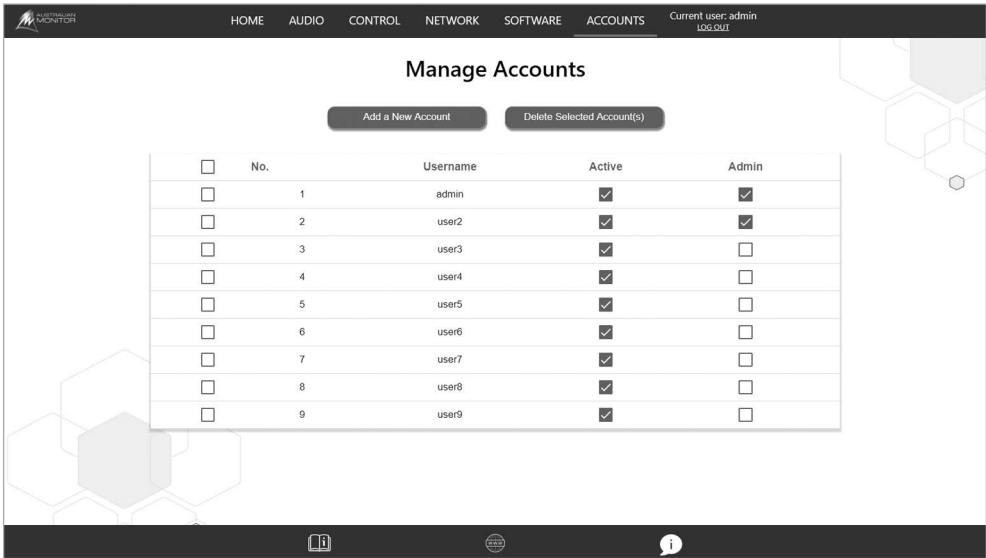 AUSTRALIAN
MONITOR
HOME AUDIO CONTROL NETWORK SOFTWARE ACCOUNTS Current user: admin
LOG OUT
Manage Accounts
Add a New Account Delete Selected Account(s)
No. Username Active Admin
1 admin
2 user2
3 user3
4 user4
5 user5
6 user6
7 user7
8 user8
9 user9
i www i